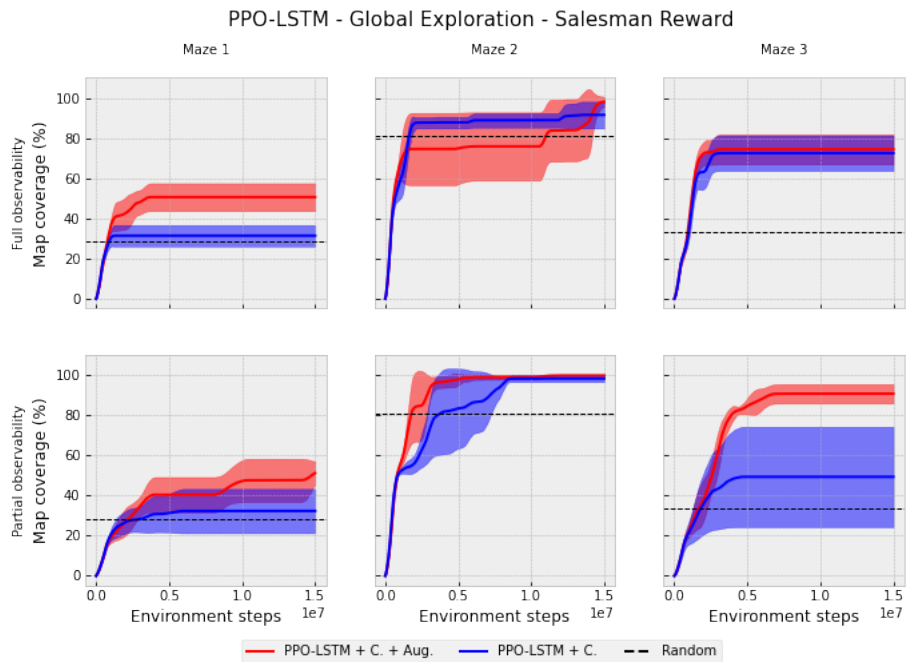 PPO-LSTM - Global Exploration - Salesman Reward
Maze 1
Maze 2
Maze 3
Full observability
Map coverage (%)
100
80
60
40
20
0
Partial observability
Map coverage (%)
100
80
60
40
20
0
0.0 0.5 1.0 1.5
1e7
Environment steps
0.0 0.5 1.0 1.5
1e7
Environment steps
0.0 0.5 1.0 1.5
1e7
Environment steps
PPO-LSTM + C. + Aug.
PPO-LSTM + C.
Random